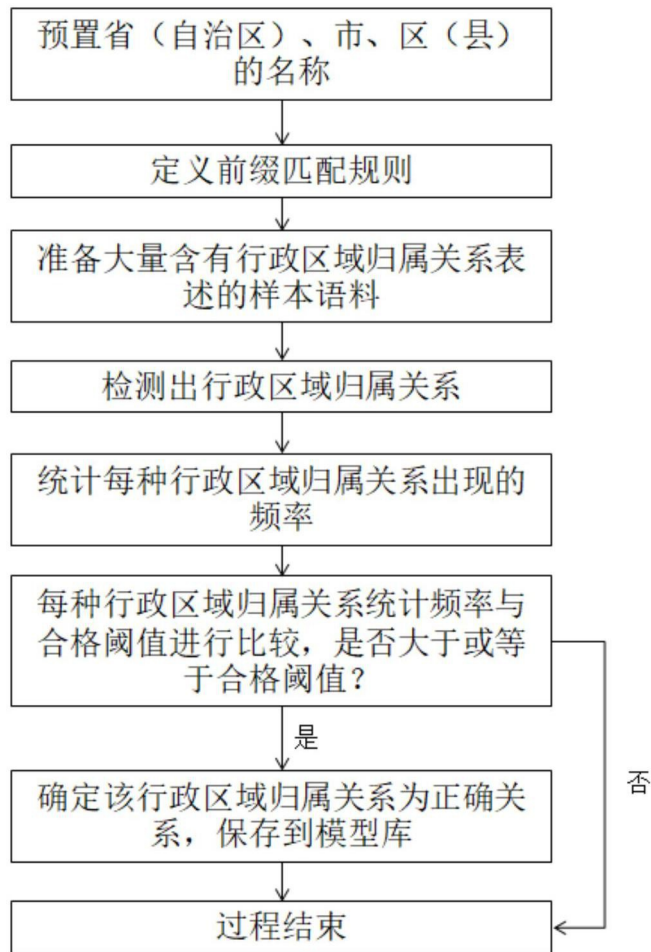 预置省（自治区）、市、区（县）
的名称
定义前缀匹配规则
准备大量含有行政区域归属关系表
述的样本语料
检测出行政区域归属关系
统计每种行政区域归属关系出现的
频率
每种行政区域归属关系统计频率与
合格阈值进行比较，是否大于或等
于合格阈值？
是
否
确定该行政区域归属关系为正确关
系，保存到模型库
过程结束